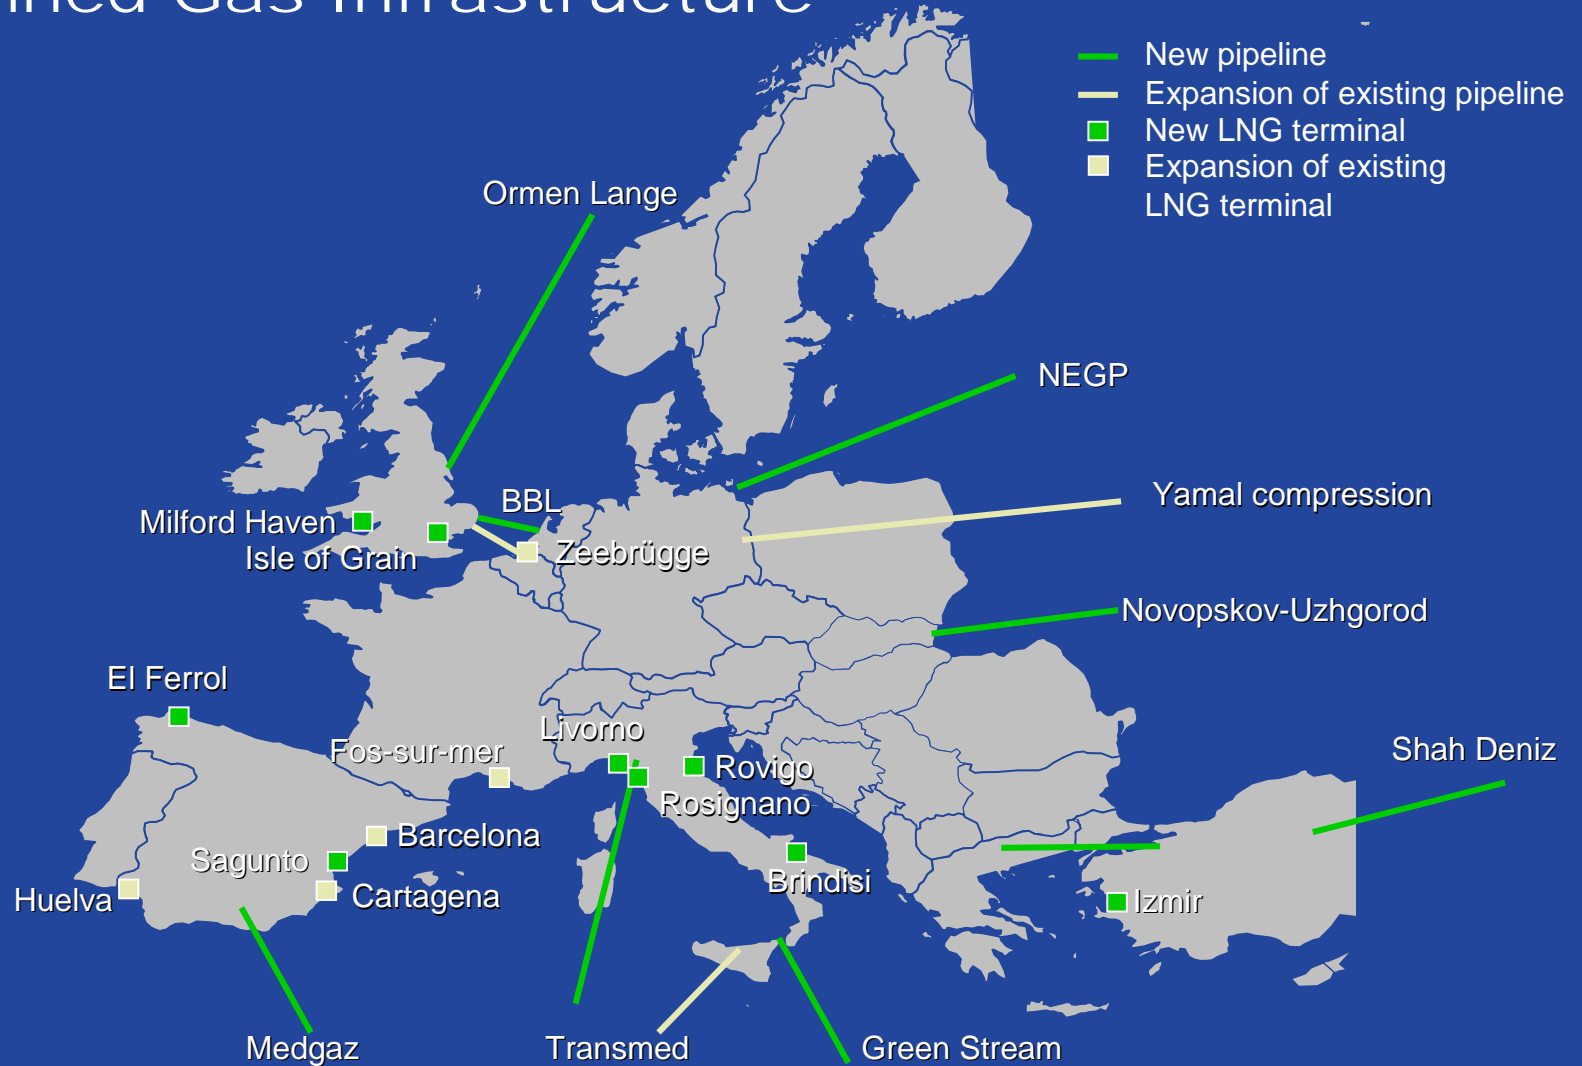 Gas Infrastructure
New pipeline
Expansion of existing pipeline
New LNG terminal
Expansion of existing
LNG terminal
Ormen Lange
NEGP
BBL
Yamal compression
Milford Haven
Isle of Grain
Zeebrügge
Novopskov-Uzhgorod
El Ferrol
Livorno
Fos-sur-mer
Shah Deniz
Rovigo
Rosignano
Barcelona
Sagunto
Brindisi
Huelva
Cartagena
Izmir
Medgaz
Transmed
Green Stream